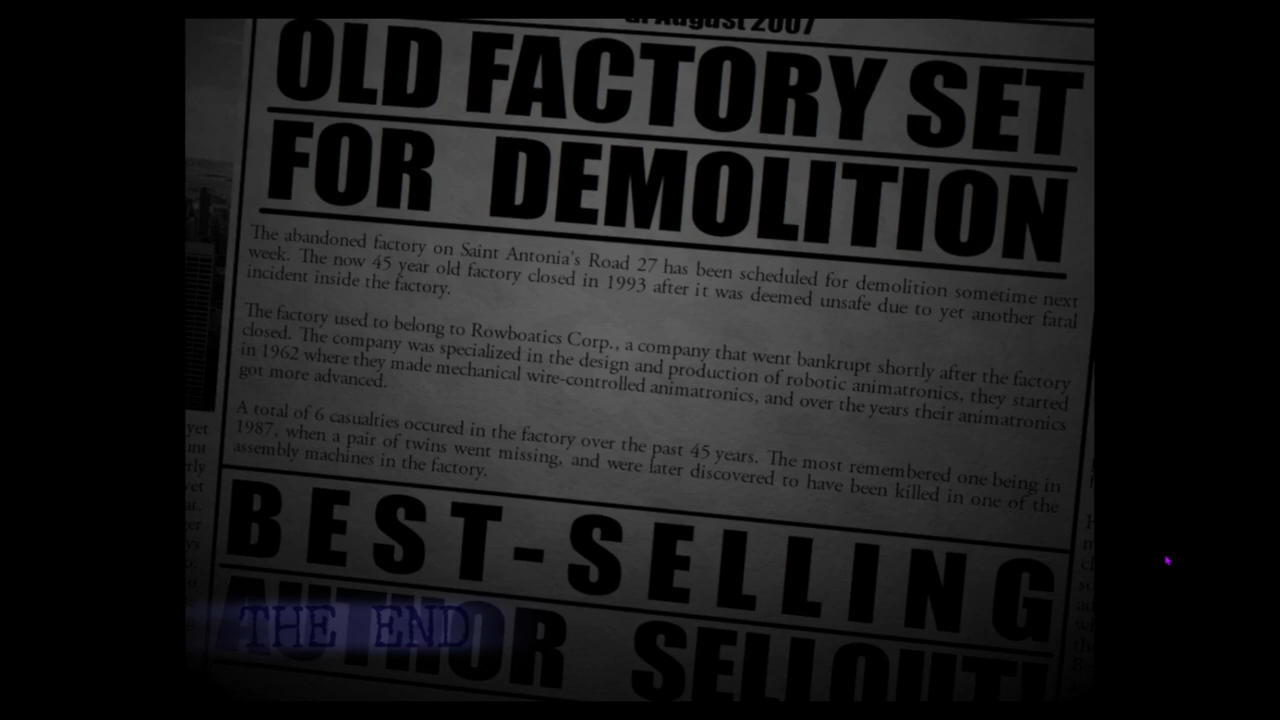 August 2007
OLD FACTORY SET
FOR DEMOLITION
The abandoned factory on Saint Antonia's Road 27 has been scheduled for demolition sometime next
week. The now 45 year old factory closed in 1993 after it was deemed unsafe due to yet another fatal
incident inside the factory.
The factory used to belong to Rowboatics Corp., a company that went bankrupt shortly after the factory
closed. The company was specialized in the design and production of robotic animatronics, they started
in 1962 where they made mechanical wire-controlled animatronics, and over the years their animatronics
got more advanced.
A total of 6 casualties occured in the factory over the past 45 years. The most remembered one being in
1987, when a pair of twins went missing, and were later discovered to have been killed in one of the
assembly machines in the factory.
BEST-SELLING
AUTHOR SELLOUT!
THE END
yet